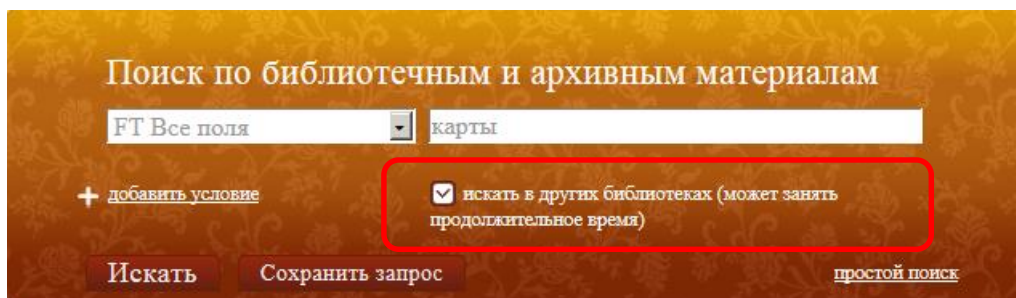 Поиск по библиотечным и архивным материалам
FT Все поля карты
добавить условие искать в других библиотеках (может занять
продолжительное время)
Искать Сохранить запрос простой поиск